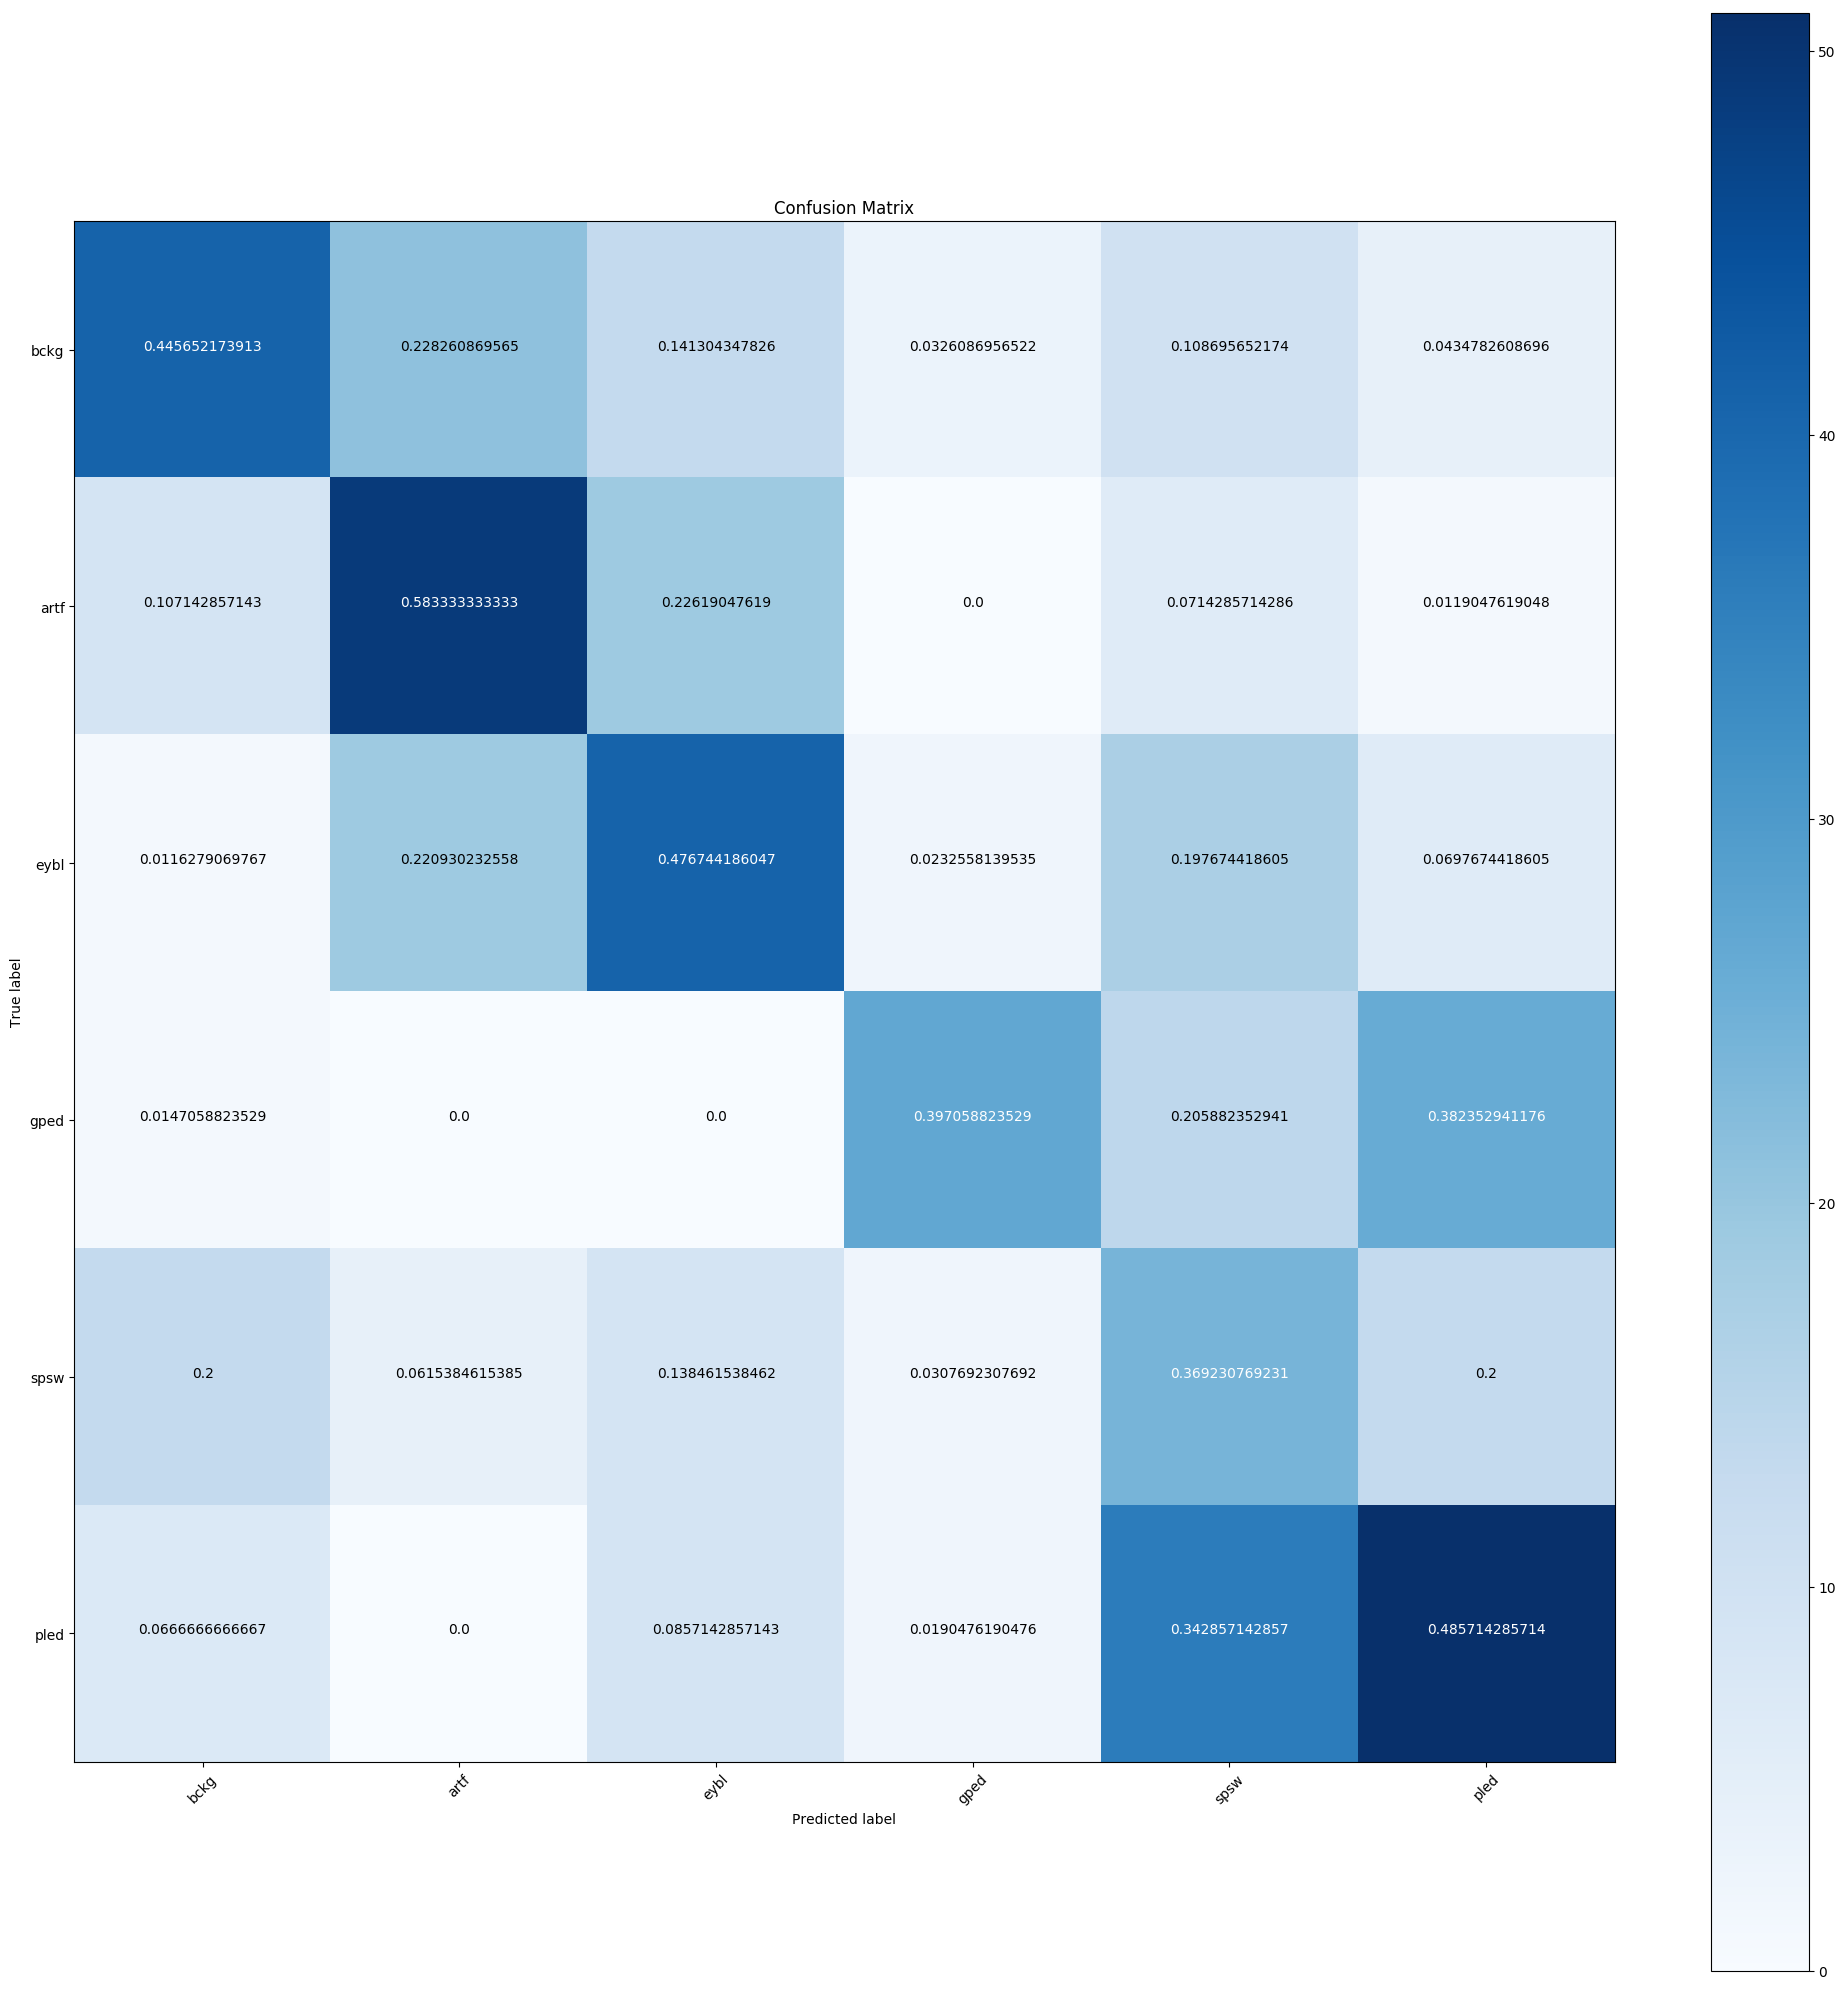 Confusion Matrix
bckg 0.445652173913 0.228260869565 0.141304347826 0.0326086956522 0.108695652174 0.0434782608696
artf 0.107142857143 0.583333333333 0.22619047619 0.0 0.0714285714286 0.0119047619048
eybl 0.0116279069767 0.220930232558 0.476744186047 0.0232558139535 0.197674418605 0.0697674418605
gped 0.0147058823529 0.0 0.0 0.397058823529 0.205882352941 0.382352941176
spsw 0.2 0.0615384615385 0.138461538462 0.0307692307692 0.369230769231 0.2
pled 0.0666666666667 0.0 0.0857142857143 0.0190476190476 0.342857142857 0.485714285714
bckg artf eybl gped spsw pled
Predicted label
True label
50
40
30
20
10
0